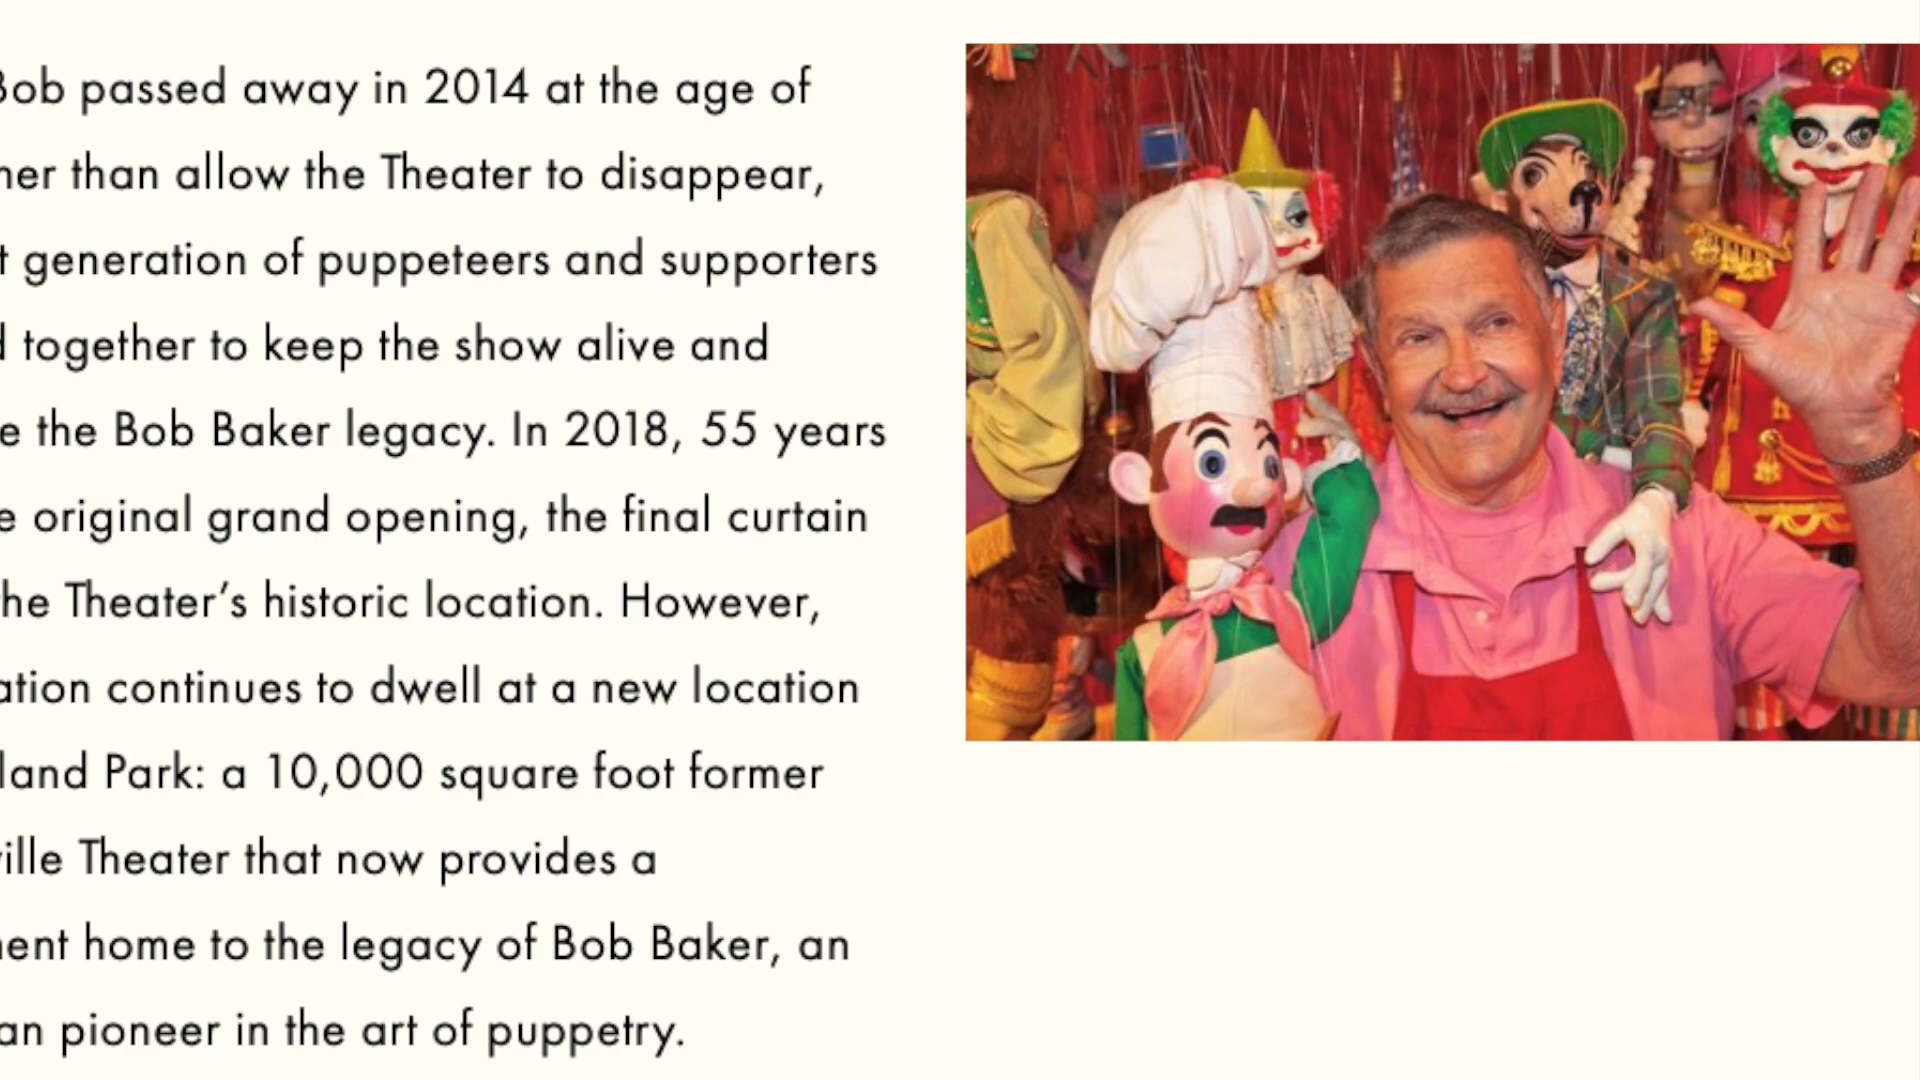 Bob passed away in 2014 at the age of
her than allow the Theater to disappear,
t generation of puppeteers and supporters
d together to keep the show alive and
e the Bob Baker legacy. In 2018, 55 years
e original grand opening, the final curtain
he Theater’s historic location. However,
ation continues to dwell at a new location
land Park: a 10,000 square foot former
ville Theater that now provides a
nent home to the legacy of Bob Baker, an
an pioneer in the art of puppetry.